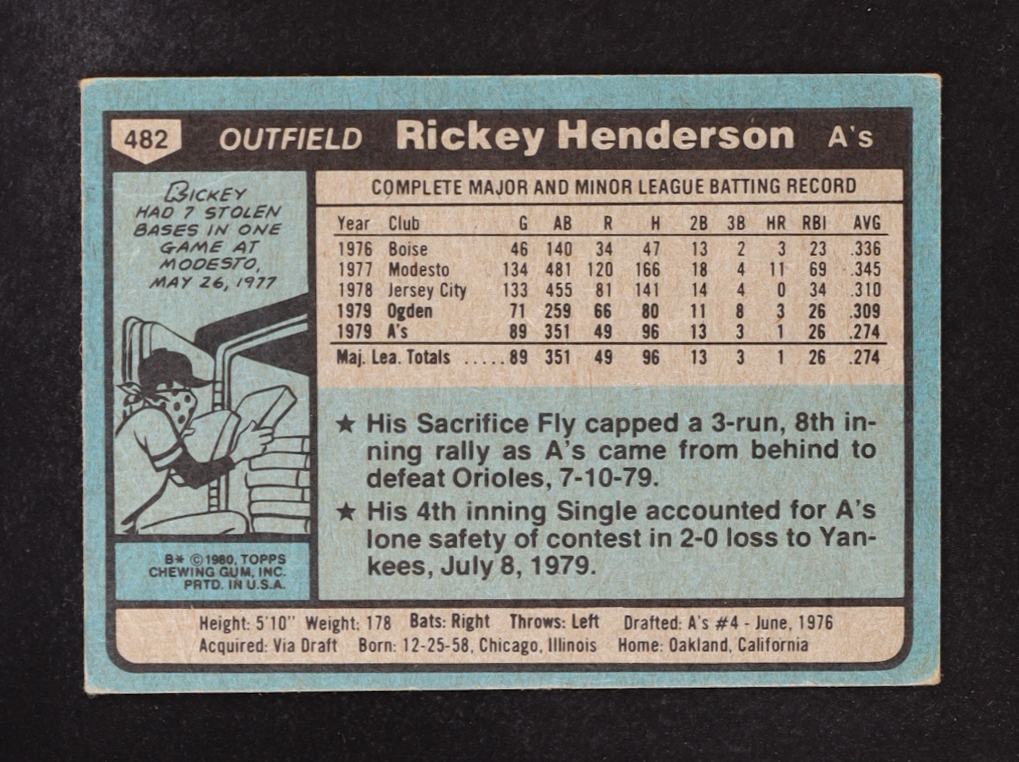 482 OUTFIELD Rickey Henderson A's
RICKEY
HAD 7 STOLEN
BASES IN ONE
GAME AT
MODESTO,
MAY 26, 1977
B* © 1980, TOPPS
CHEWING GUM, INC.
PRTD. IN U.S.A.
COMPLETE MAJOR AND MINOR LEAGUE BATTING RECORD
Year Club G AB R H 2B 3B HR RBI AVG
1976 Boise 46 140 34 47 13 2 3 23 .336
1977 Modesto 134 481 120 166 18 4 11 69 .345
1978 Jersey City 133 455 81 141 14 4 0 34 .310
1979 Ogden 71 259 66 80 11 8 3 26 .309
1979 A's 89 351 49 96 13 3 1 26 .274
Maj. Lea. Totals .....89 351 49 96 13 3 1 26 .274
★ His Sacrifice Fly capped a 3-run, 8th in-
ning rally as A's came from behind to
defeat Orioles, 7-10-79.
★ His 4th inning Single accounted for A's
lone safety of contest in 2-0 loss to Yan-
kees, July 8, 1979.
Height: 5'10" Weight: 178 Bats: Right Throws: Left Drafted: A's #4 - June, 1976
Acquired: Via Draft Born: 12-25-58, Chicago, Illinois Home: Oakland, California